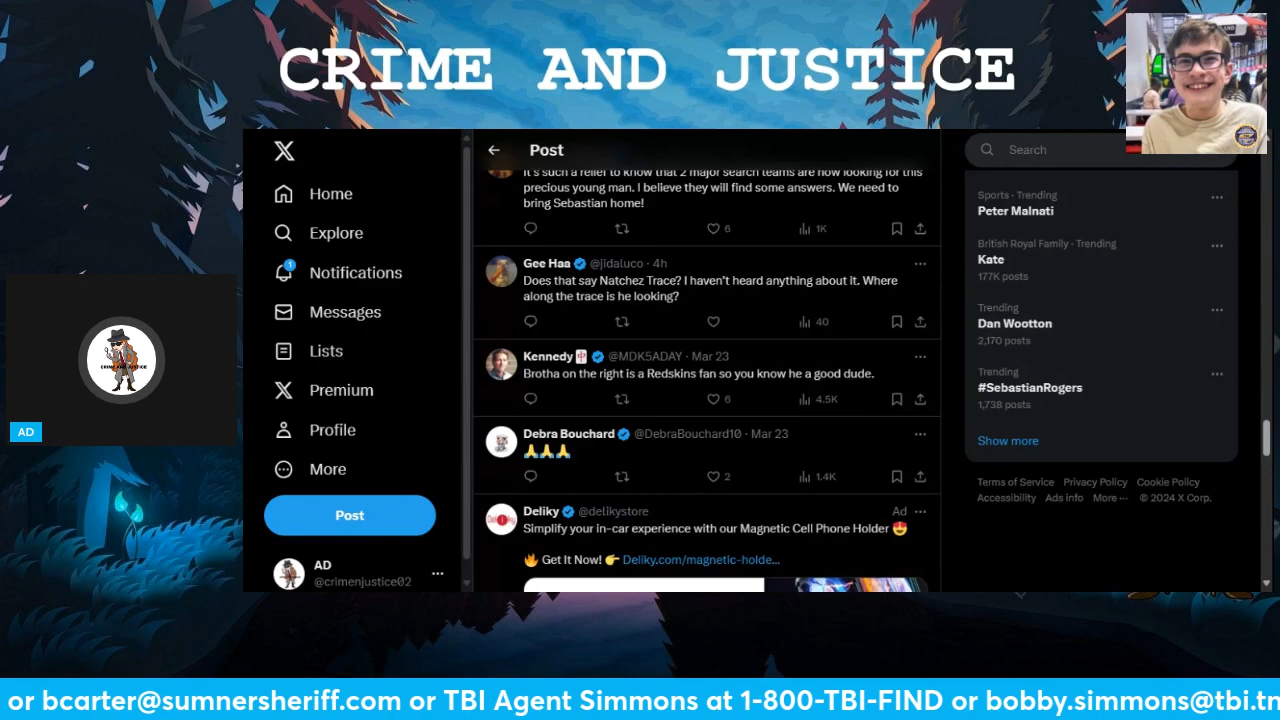 CRIME AND JUSTICE
Home
Explore
1
Notifications
Messages
Lists
Premium
Profile
More
Post
AD
@crimenjustice02
Post
It's such a relief to know that 2 major search teams are now looking for this
precious young man. I believe they will find some answers. We need to
bring Sebastian home!
6
1K
Gee Haa @jidaluco · 4h
Does that say Natchez Trace? I haven't heard anything about it. Where
along the trace is he looking?
40
Kennedy @MDK5ADAY · Mar 23
Brotha on the right is a Redskins fan so you know he a good dude.
6
4.5K
Debra Bouchard @DebraBouchard10 · Mar 23
🙏🙏🙏
2
1.4K
Deliky @delikystore
Ad
Simplify your in-car experience with our Magnetic Cell Phone Holder 😍
🔥 Get It Now! 👉 Deliky.com/magnetic-holde...
Search
Sports · Trending
Peter Malnati
British Royal Family · Trending
Kate
177K posts
Trending
Dan Wootton
2,170 posts
Trending
#SebastianRogers
1,738 posts
Show more
Terms of Service Privacy Policy Cookie Policy
Accessibility Ads info More ··· © 2024 X Corp.
CRIME AND JUSTICE
AD
or bcarter@sumnersheriff.com or TBI Agent Simmons at 1-800-TBI-FIND or bobby.simmons@tbi.tn